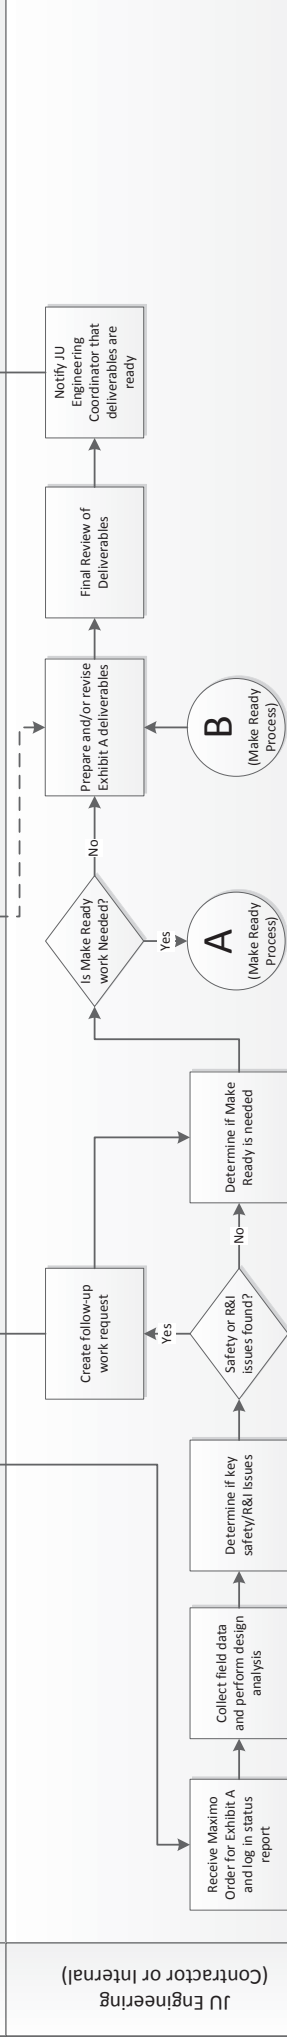 JU Engineering
(Contractor or Internal)
Receive Maximo
Order for Exhibit A
and log in status
report
Collect field data
and perform design
analysis
Determine if key
safety/R&I Issues
Safety or R&I
issues found?
Yes
No
Create follow-up
work request
Determine if Make
Ready is needed
Is Make Ready
work Needed?
Yes
No
A
(Make Ready
Process)
B
(Make Ready
Process)
Prepare and/or revise
Exhibit A deliverables
Final Review of
Deliverables
Notify JU
Engineering
Coordinator that
deliverables are
ready